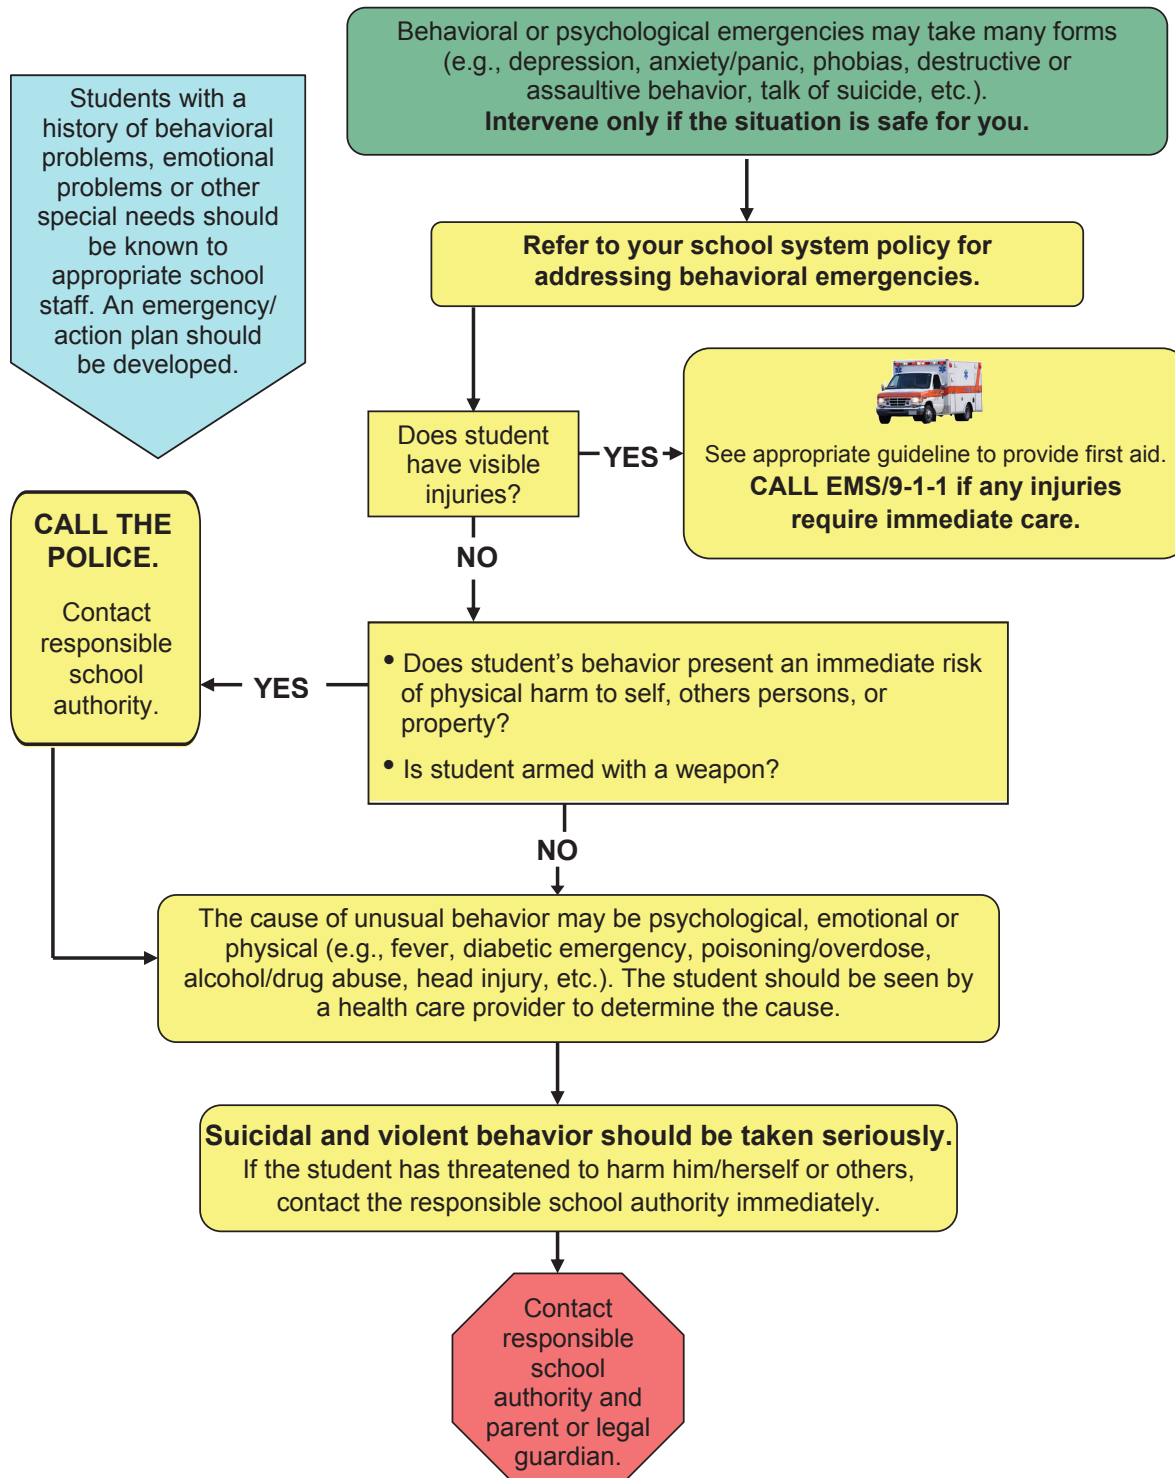 Behavioral or psychological emergencies may take many forms
(e.g., depression, anxiety/panic, phobias, destructive or
assaultive behavior, talk of suicide, etc.).
Intervene only if the situation is safe for you.
Students with a
history of behavioral
problems, emotional
problems or other
special needs should
be known to
appropriate school
staff. An emergency/
action plan should
be developed.
Refer to your school system policy for
addressing behavioral emergencies.
Does student
have visible
injuries?
YES
See appropriate guideline to provide first aid.
CALL EMS/9-1-1 if any injuries
require immediate care.
NO
CALL THE
POLICE.
Contact
responsible
school
authority.
YES
• Does student’s behavior present an immediate risk
of physical harm to self, others persons, or
property?
• Is student armed with a weapon?
NO
The cause of unusual behavior may be psychological, emotional or
physical (e.g., fever, diabetic emergency, poisoning/overdose,
alcohol/drug abuse, head injury, etc.). The student should be seen by
a health care provider to determine the cause.
Suicidal and violent behavior should be taken seriously.
If the student has threatened to harm him/herself or others,
contact the responsible school authority immediately.
Contact
responsible
school
authority and
parent or legal
guardian.